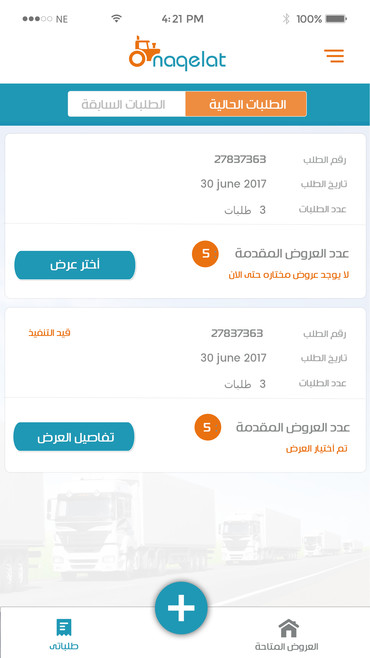 NE 4:21 PM 100%
naqelat
الطلبات الحالية الطلبات السابقة
رقم الطلب 27837363
تاريخ الطلب 30 june 2017
عدد الطلبات 3 طلبات
عدد العروض المقدمة 5
لا يوجد عروض مختاره حتى الان
أختر عرض
رقم الطلب 27837363 قيد التنفيذ
تاريخ الطلب 30 june 2017
عدد الطلبات 3 طلبات
عدد العروض المقدمة 5
تم أختيار العرض
تفاصيل العرض
العروض المتاحة طلباتى